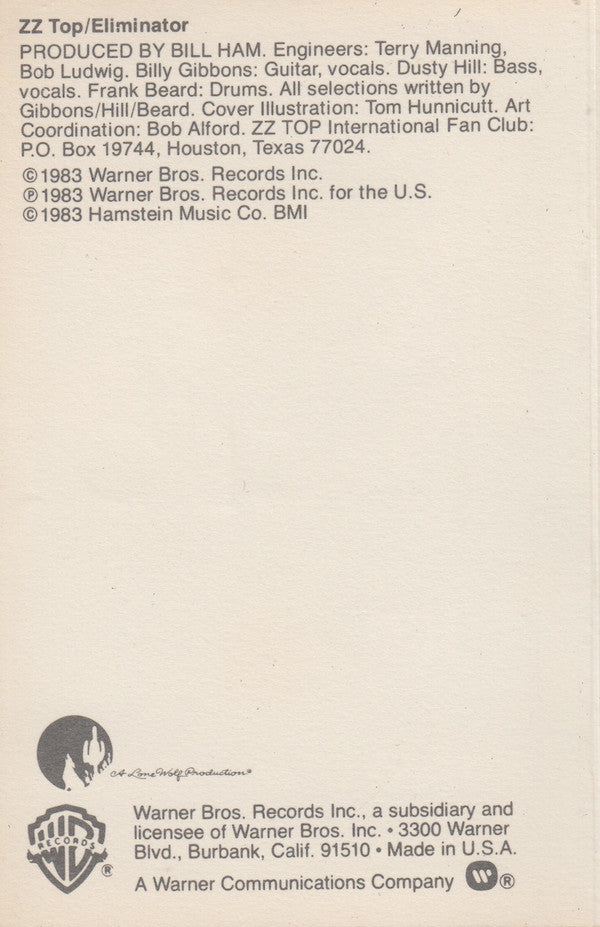 ZZ Top/Eliminator
PRODUCED BY BILL HAM. Engineers: Terry Manning,
Bob Ludwig. Billy Gibbons: Guitar, vocals. Dusty Hill: Bass,
vocals. Frank Beard: Drums. All selections written by
Gibbons/Hill/Beard. Cover Illustration: Tom Hunnicutt. Art
Coordination: Bob Alford. ZZ TOP International Fan Club:
P.O. Box 19744, Houston, Texas 77024.
©1983 Warner Bros. Records Inc.
℗1983 Warner Bros. Records Inc. for the U.S.
©1983 Hamstein Music Co. BMI
A Lone Wolf Production
WB
RECORDS
®
Warner Bros. Records Inc., a subsidiary and
licensee of Warner Bros. Inc. • 3300 Warner
Blvd., Burbank, Calif. 91510 • Made in U.S.A.
A Warner Communications Company ®